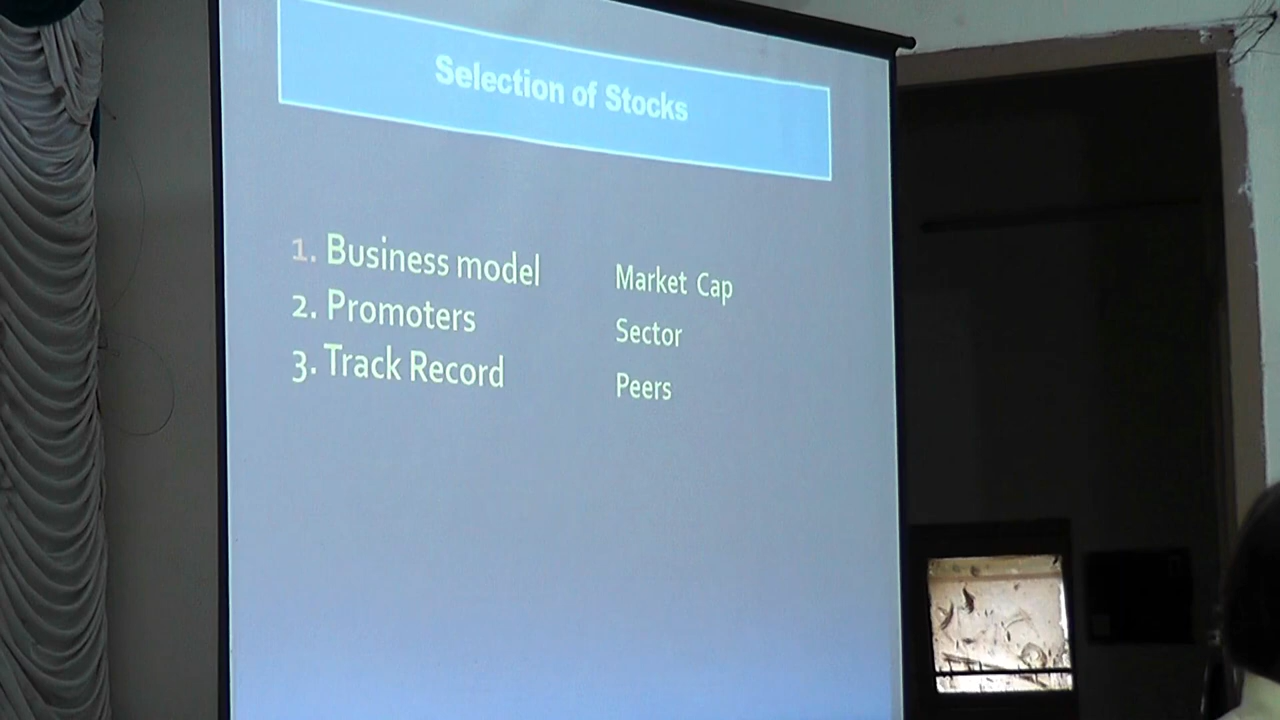 Selection of Stocks
1. Business model
2. Promoters
3. Track Record
Market Cap
Sector
Peers